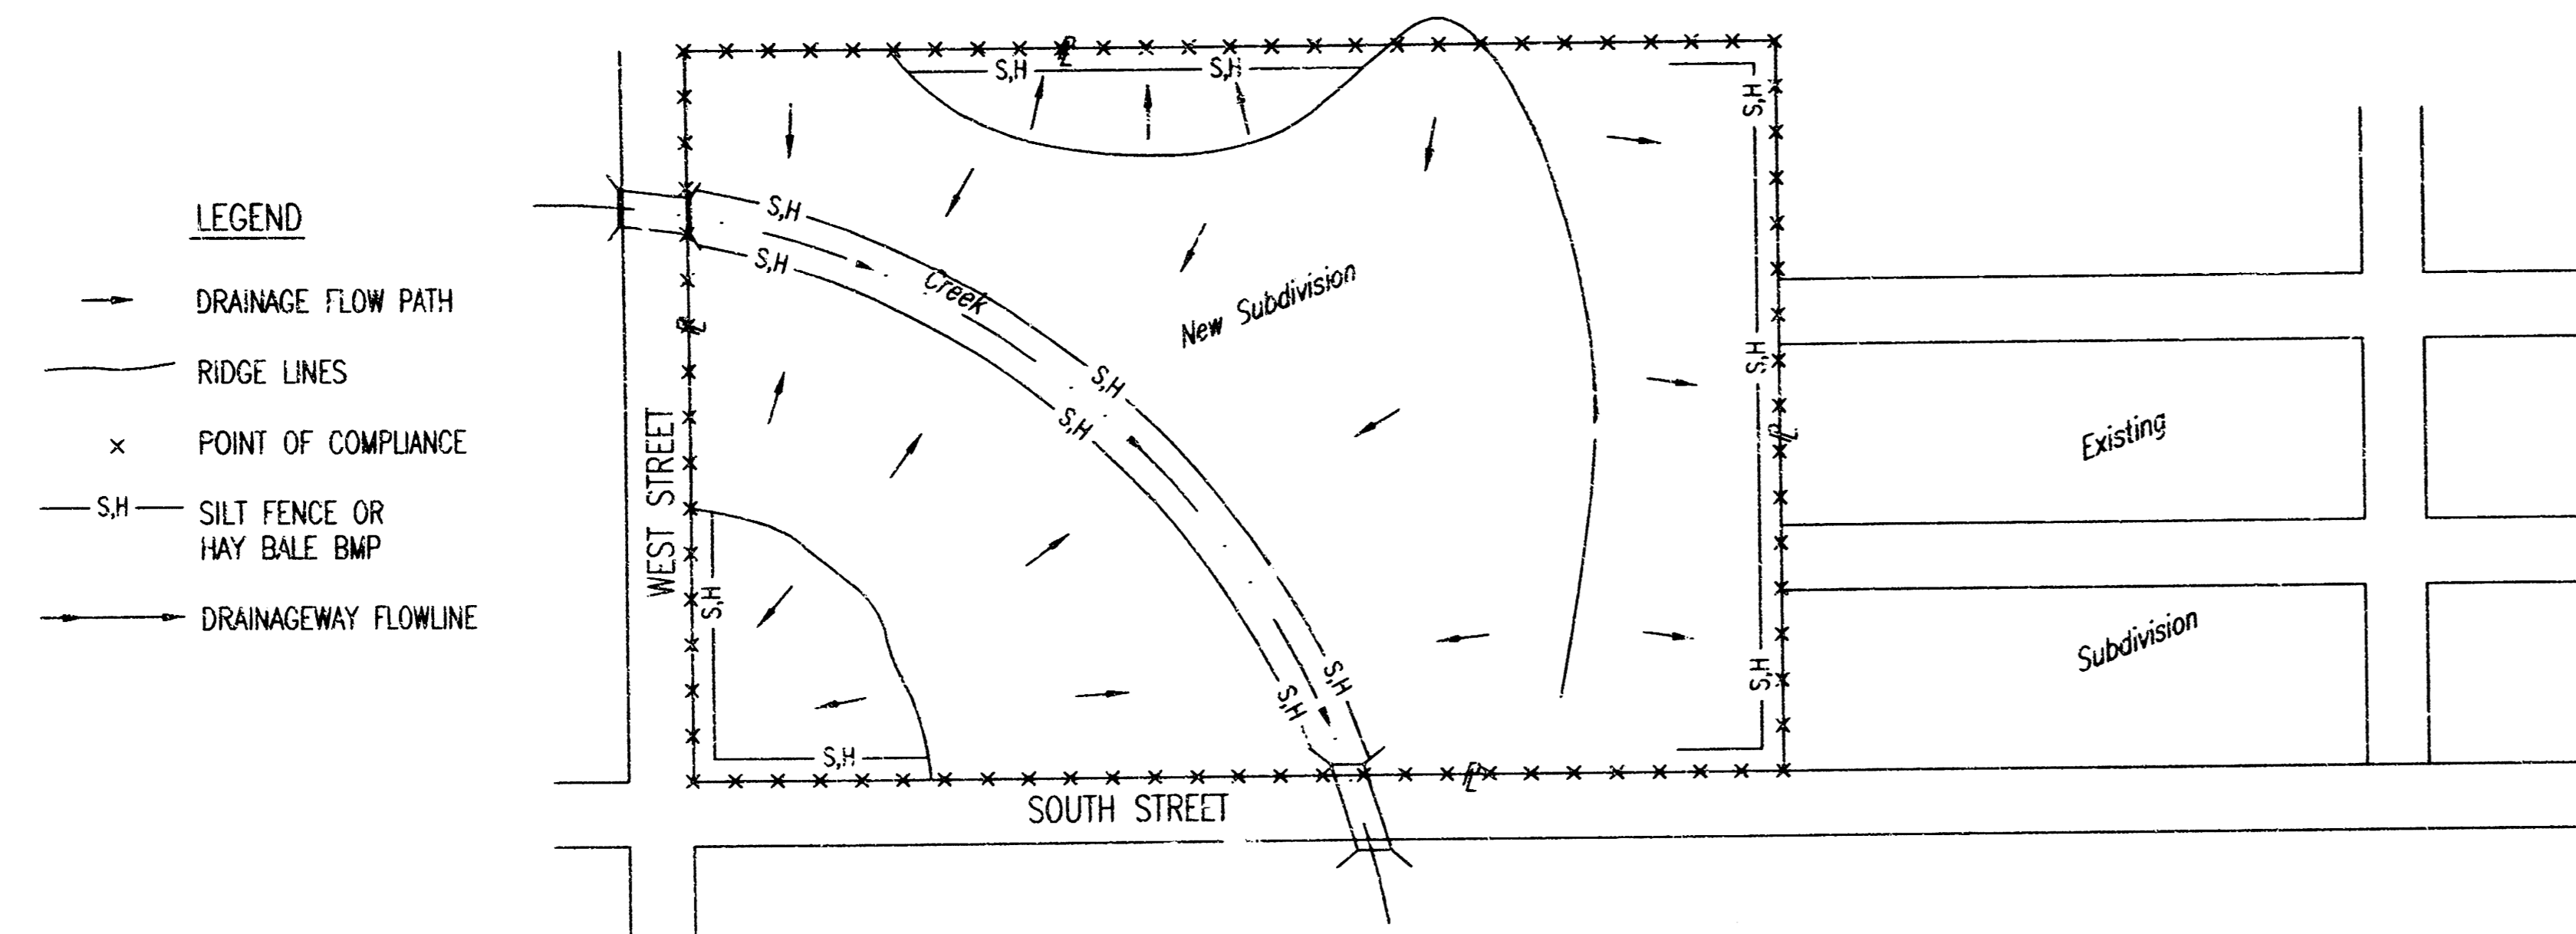 LEGEND
DRAINAGE FLOW PATH
RIDGE LINES
× POINT OF COMPLIANCE
S,H SILT FENCE OR
HAY BALE BMP
DRAINAGEWAY FLOWLINE
S,H
S,H
S,H
S,H
S,H
Creek
New Subdivision
S,H
S,H
S,H
WEST STREET
S,H
Existing
Subdivision
S,H
S,H
S,H
S,H
SOUTH STREET